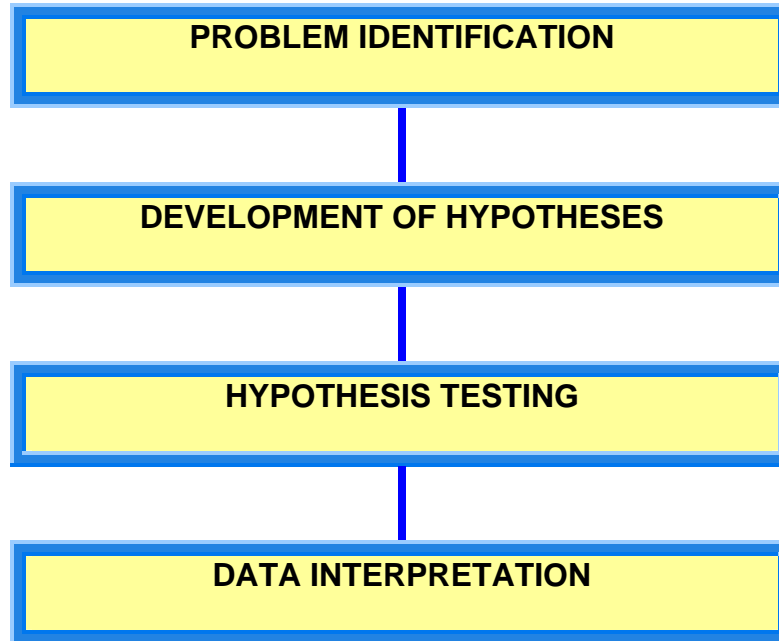 PROBLEM IDENTIFICATION
DEVELOPMENT OF HYPOTHESES
HYPOTHESIS TESTING
DATA INTERPRETATION